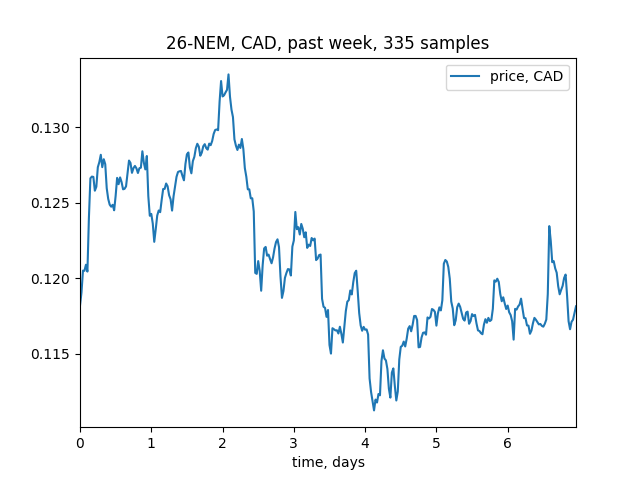 26-NEM, CAD, past week, 335 samples
price, CAD
0.130
0.125
0.120
0.115
0 1 2 3 4 5 6
time, days